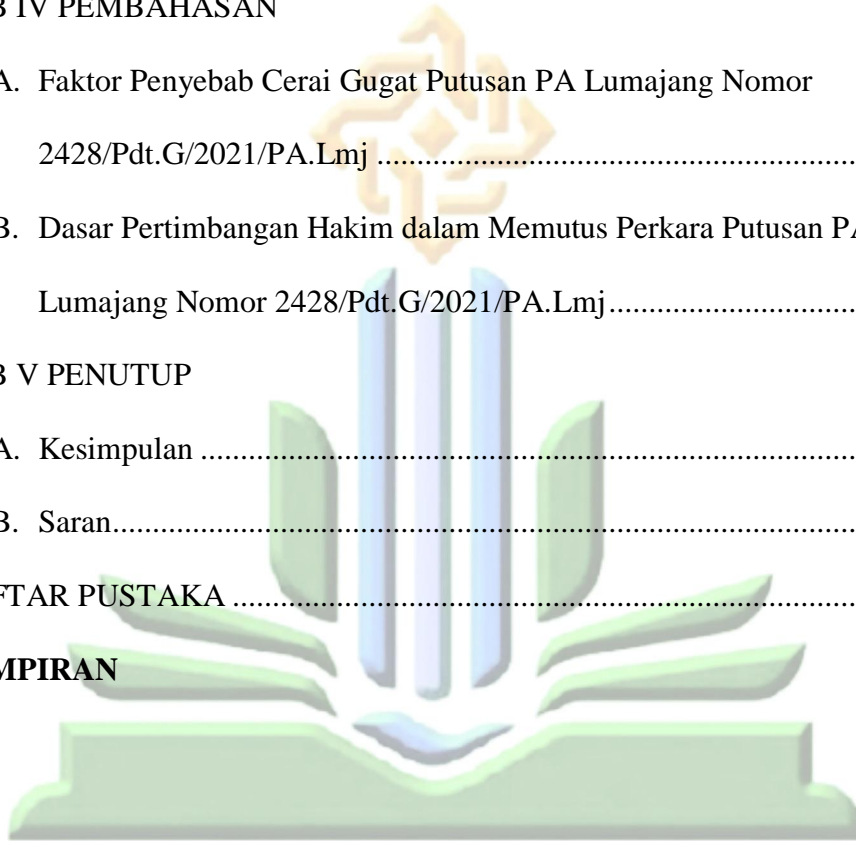 B IV PEMBAHASAN
A. Faktor Penyebab Cerai Gugat Putusan PA Lumajang Nomor
2428/Pdt.G/2021/PA.Lmj ................................................................
B. Dasar Pertimbangan Hakim dalam Memutus Perkara Putusan PA
Lumajang Nomor 2428/Pdt.G/2021/PA.Lmj .................................
B V PENUTUP
A. Kesimpulan ......................................................................................
B. Saran..................................................................................................
FTAR PUSTAKA .................................................................................
MPIRAN